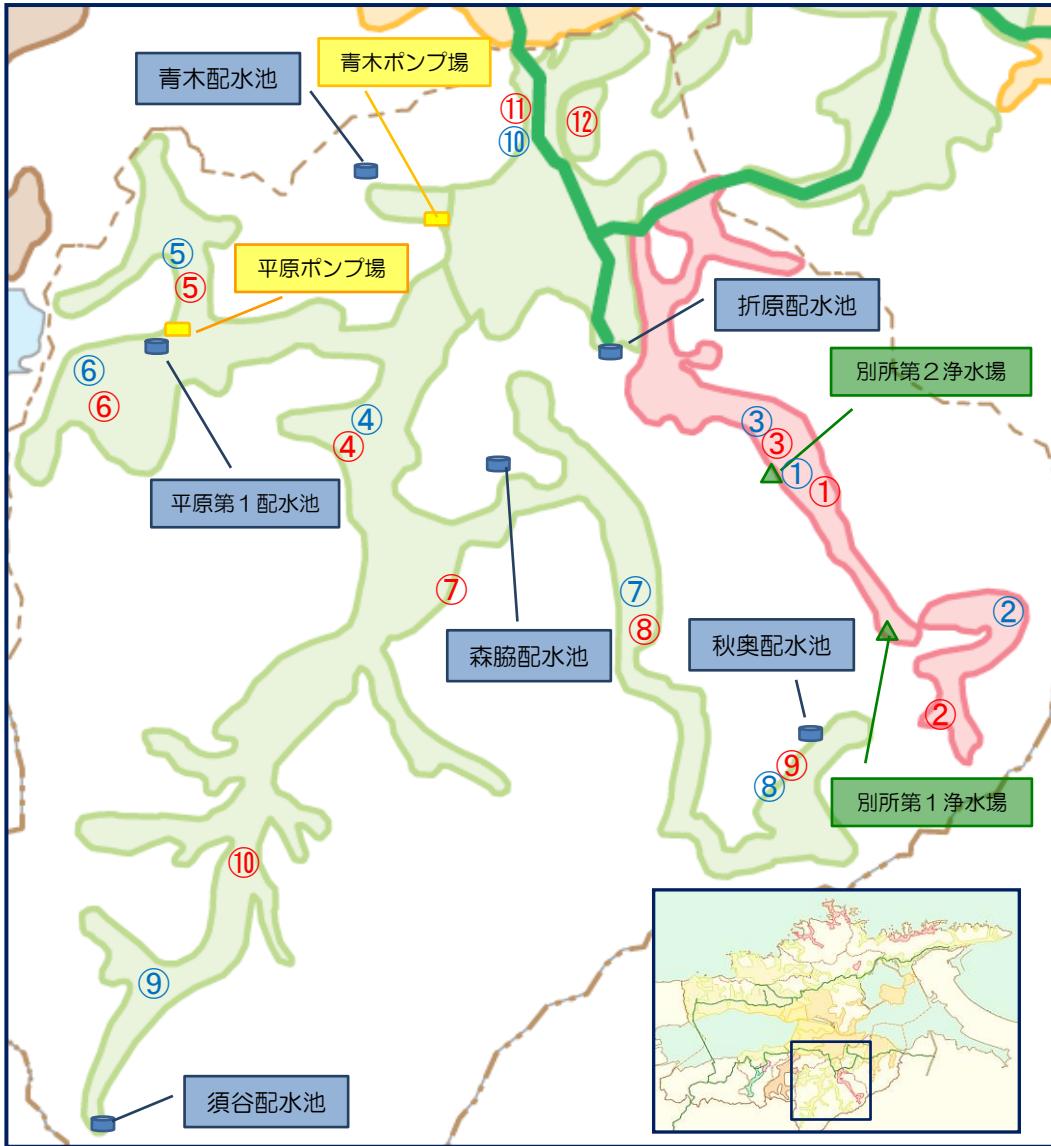 青木ポンプ場
青木配水池
⑪
⑫
⑩
⑤
平原ポンプ場
⑤
折原配水池
別所第2浄水場
⑥
⑥
④
③
④
③
①
①
平原第1配水池
⑦
⑦
②
⑧
森脇配水池
秋奥配水池
②
⑨
⑧
別所第1浄水場
⑩
⑨
須谷配水池